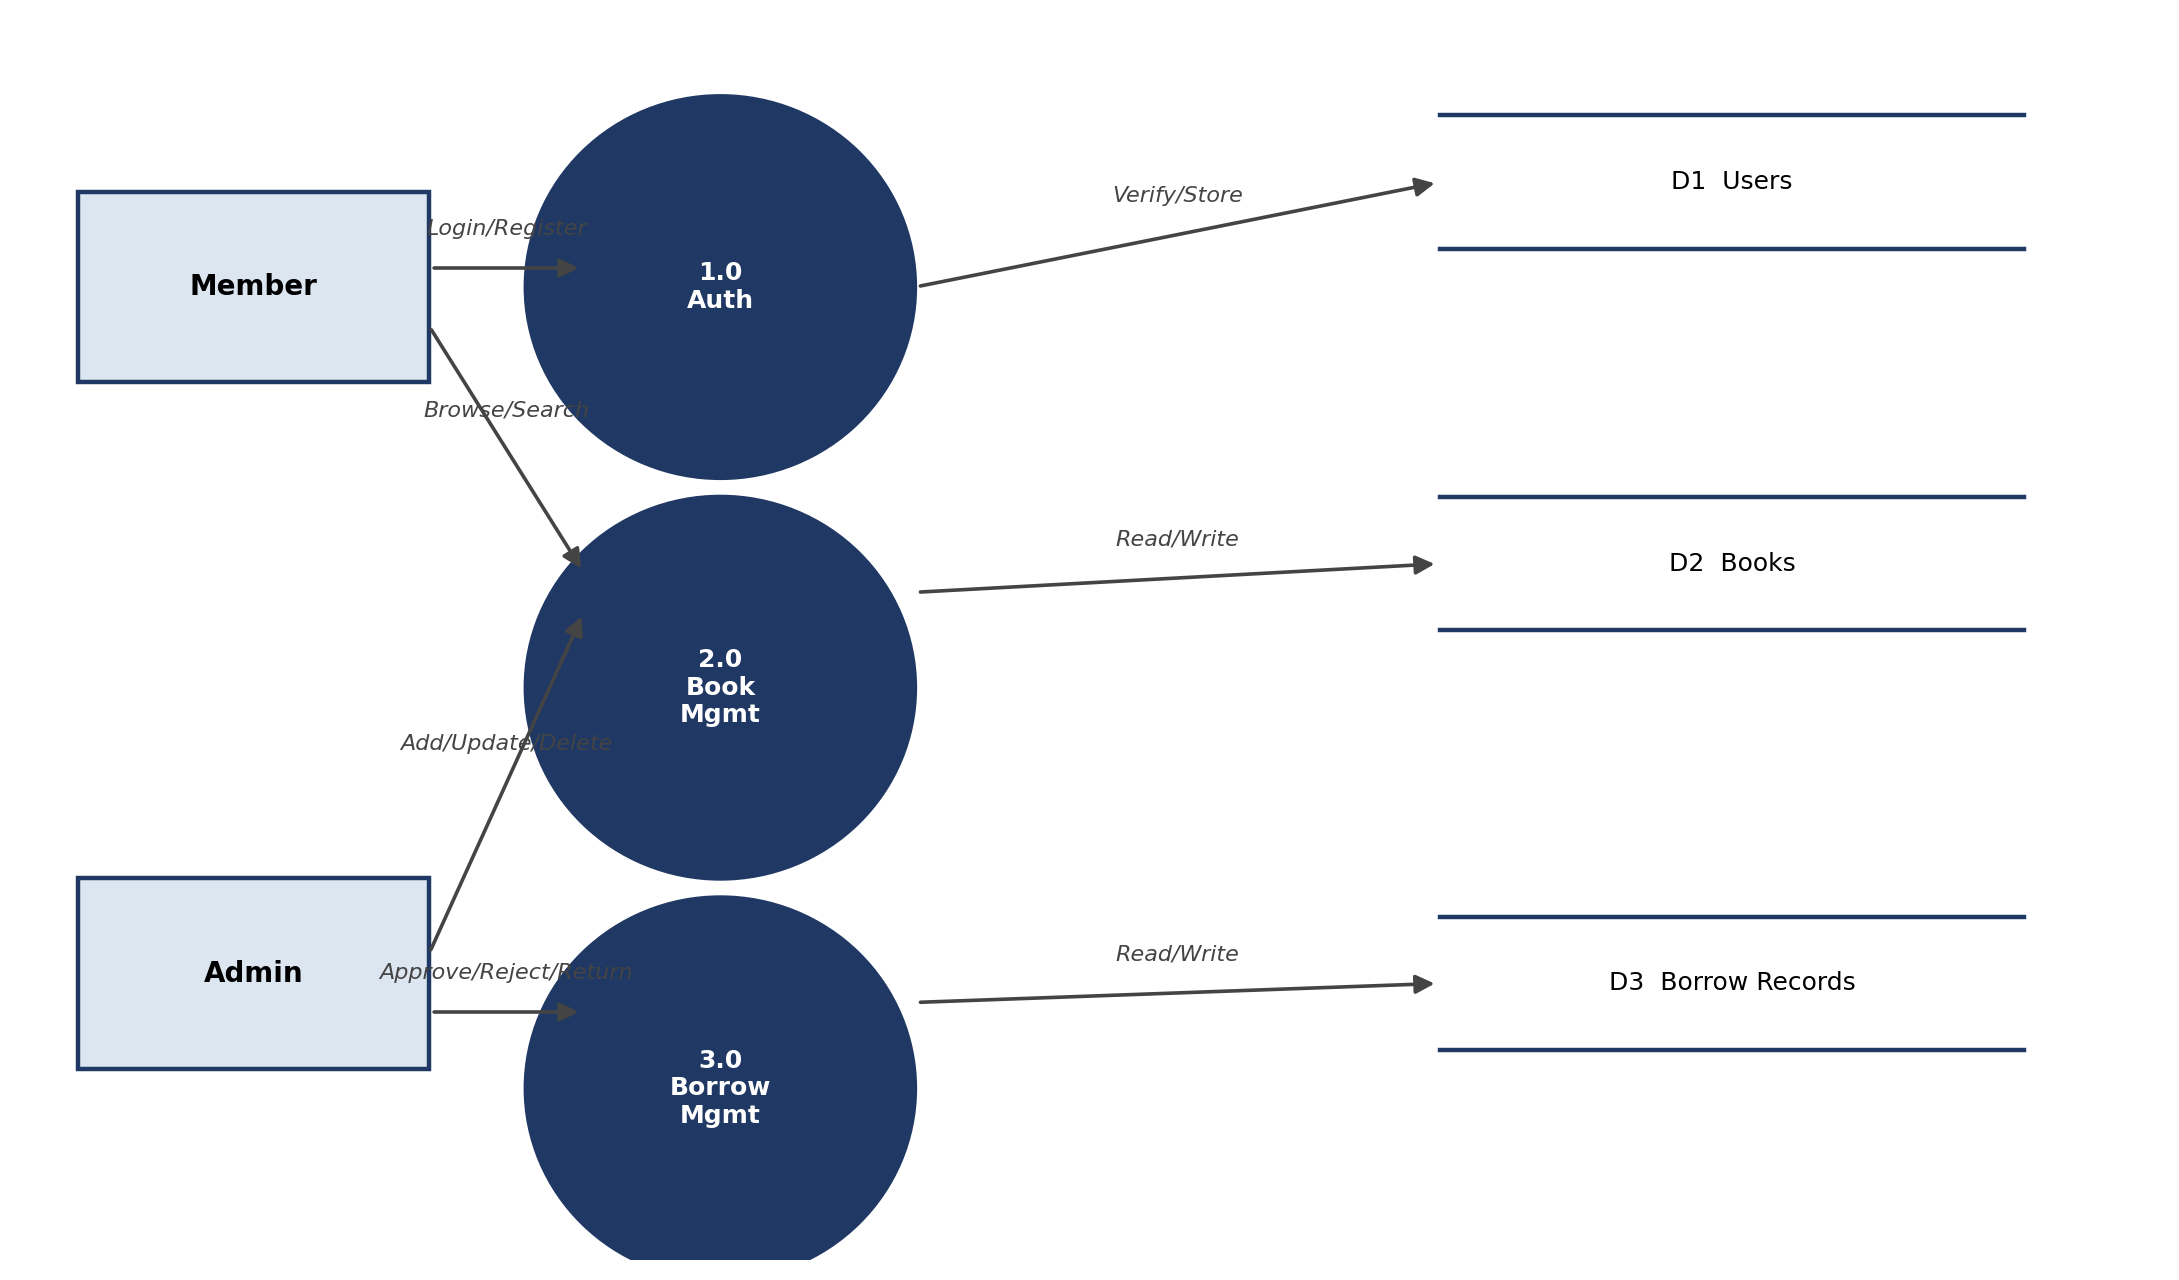 Member
Login/Register
1.0
Auth
Verify/Store
D1  Users
Browse/Search
2.0
Book
Mgmt
Read/Write
D2  Books
Add/Update/Delete
Admin
Approve/Reject/Return
3.0
Borrow
Mgmt
Read/Write
D3  Borrow Records